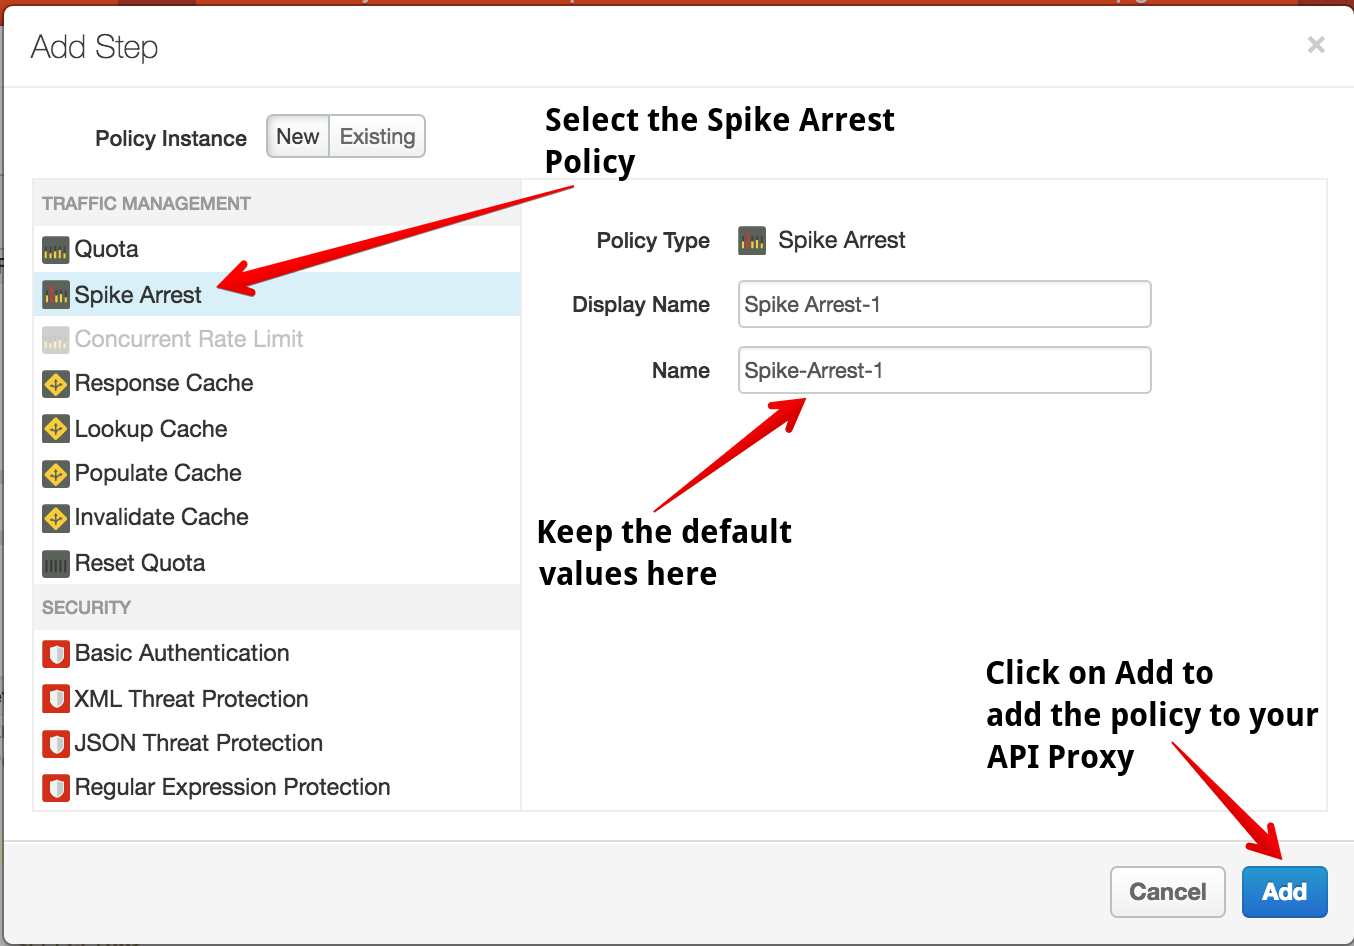 Add Step
×
Policy Instance
New
Existing
Select the Spike Arrest
Policy
TRAFFIC MANAGEMENT
Quota
Spike Arrest
Concurrent Rate Limit
Response Cache
Lookup Cache
Populate Cache
Invalidate Cache
Reset Quota
SECURITY
Basic Authentication
XML Threat Protection
JSON Threat Protection
Regular Expression Protection
Policy Type
Spike Arrest
Display Name
Spike Arrest-1
Name
Spike-Arrest-1
Keep the default
values here
Click on Add to
add the policy to your
API Proxy
Cancel
Add